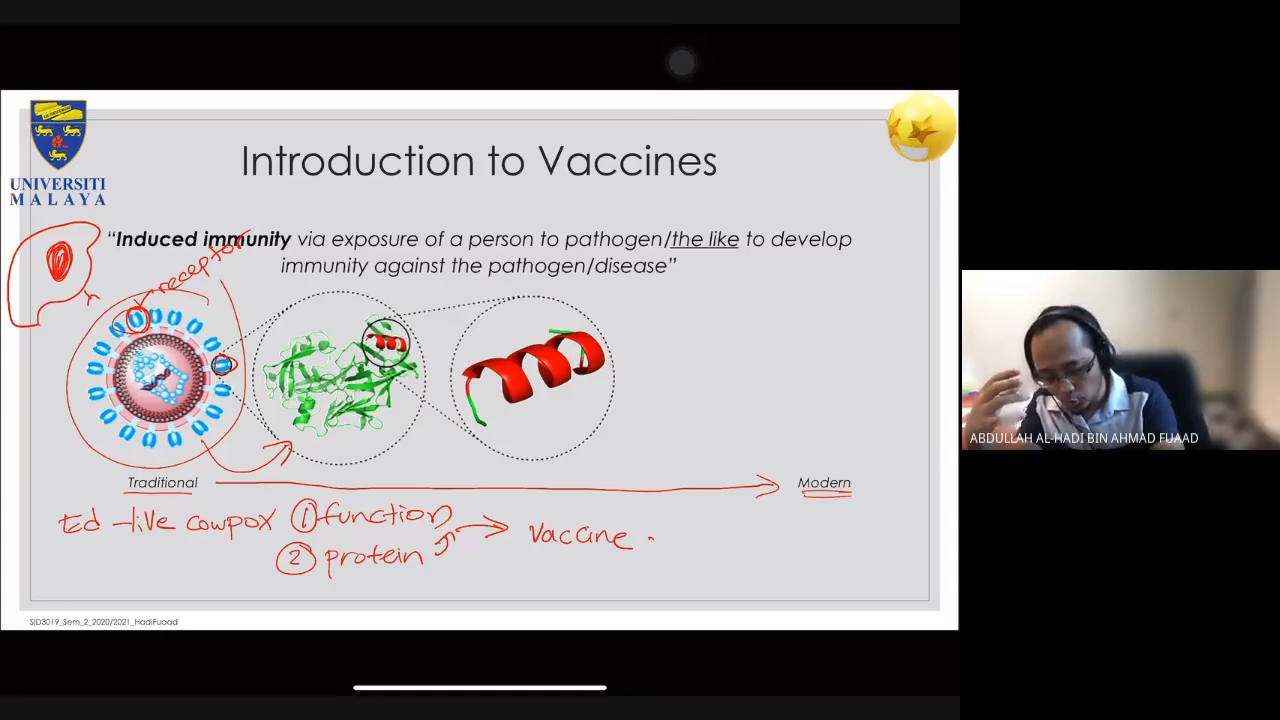 UNIVERSITI
MALAYA
Introduction to Vaccines
“Induced immunity via exposure of a person to pathogen/the like to develop
immunity against the pathogen/disease”
receptor
Traditional
Modern
Ed - live cowpox ① function
② protein
vaccine
SID3019_Sem_2_2020/2021_HadiFuaad
ABDULLAH AL-HADI BIN AHMAD FUAAD